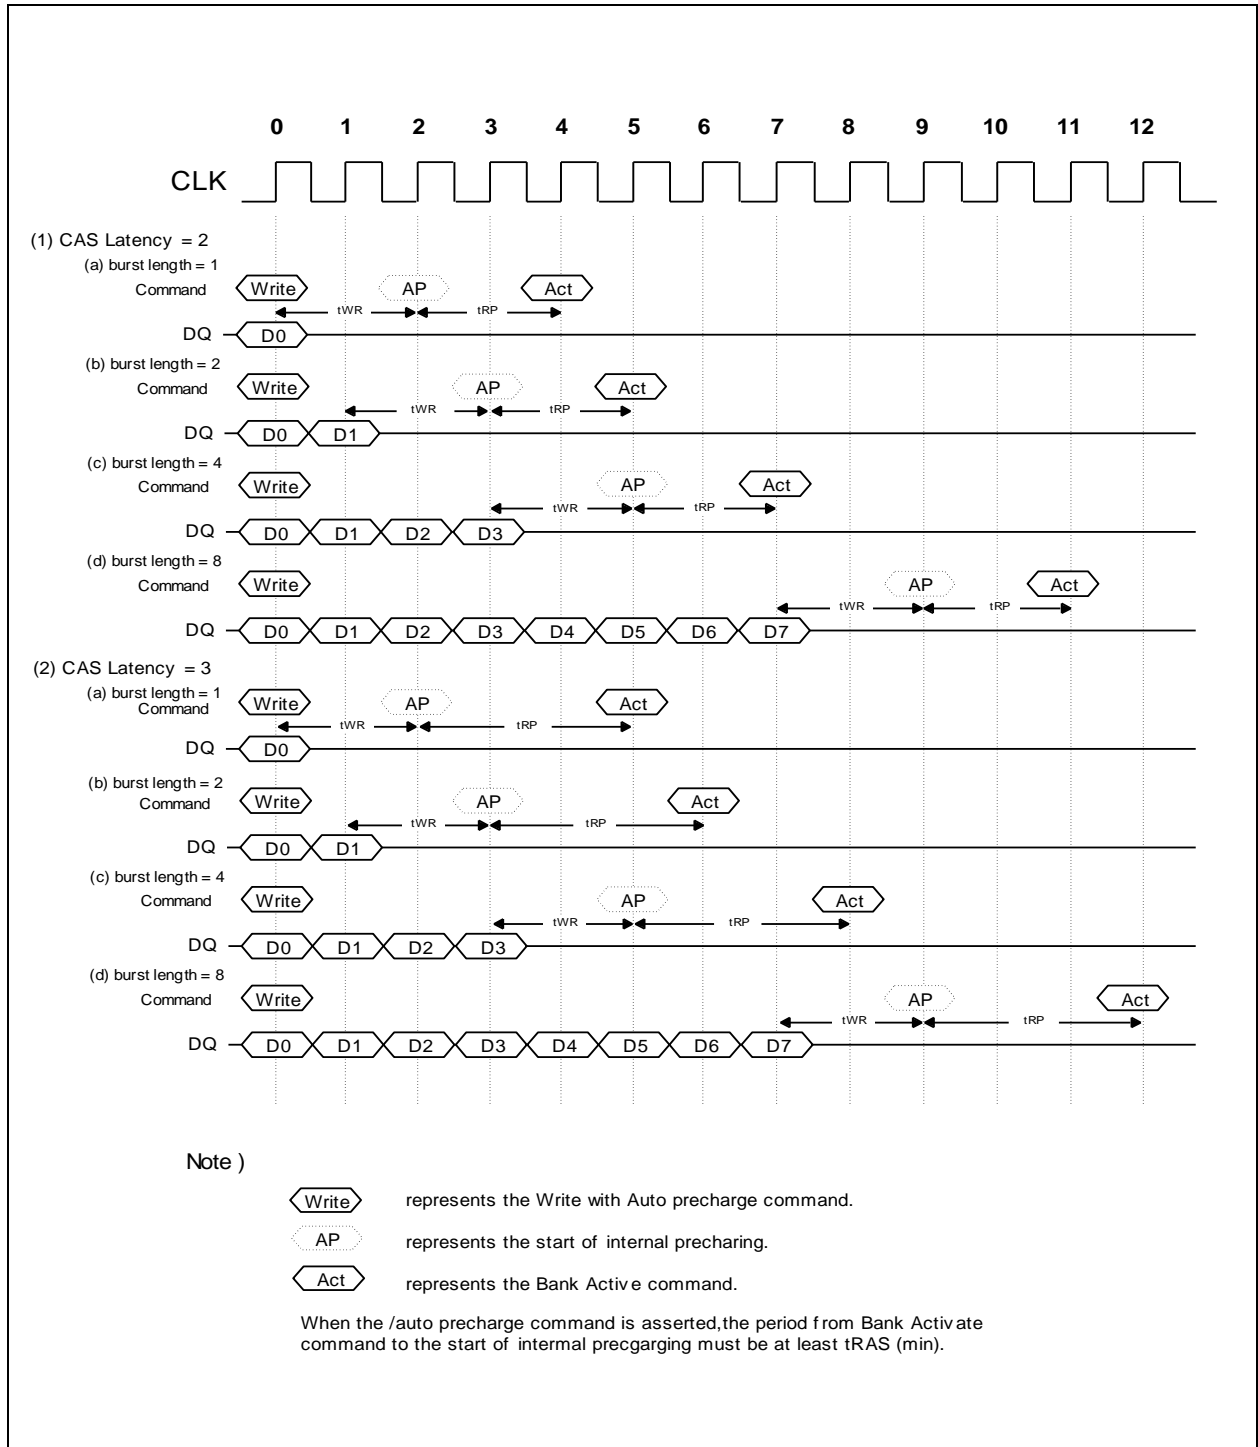 0 1 2 3 4 5 6 7 8 9 10 11 12
CLK
(1) CAS Latency = 2
(a) burst length = 1
Command Write AP Act
tWR tRP
DQ D0
(b) burst length = 2
Command Write AP Act
tWR tRP
DQ D0 D1
(c) burst length = 4
Command Write AP Act
tWR tRP
DQ D0 D1 D2 D3
(d) burst length = 8
Command Write AP Act
tWR tRP
DQ D0 D1 D2 D3 D4 D5 D6 D7
(2) CAS Latency = 3
(a) burst length = 1
Command Write AP Act
tWR tRP
DQ D0
(b) burst length = 2
Command Write AP Act
tWR tRP
DQ D0 D1
(c) burst length = 4
Command Write AP Act
tWR tRP
DQ D0 D1 D2 D3
(d) burst length = 8
Command Write AP Act
tWR tRP
DQ D0 D1 D2 D3 D4 D5 D6 D7
Note )
Write represents the Write with Auto precharge command.
AP represents the start of internal precharing.
Act represents the Bank Active command.
When the /auto precharge command is asserted,the period from Bank Activate
command to the start of intermal precgarging must be at least tRAS (min).